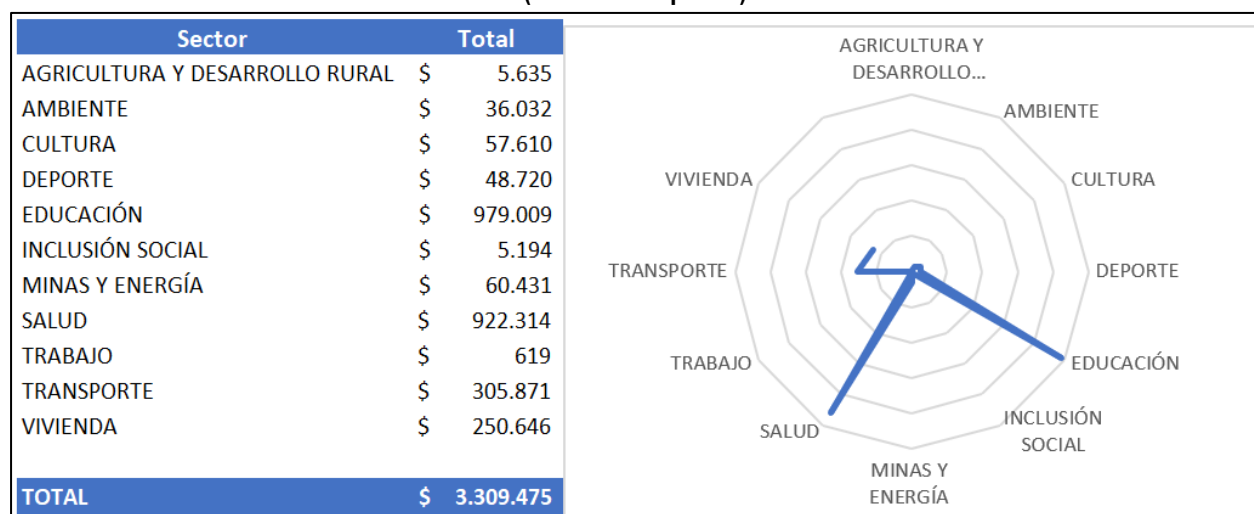 Sector Total
AGRICULTURA Y DESARROLLO RURAL $ 5.635
AMBIENTE $ 36.032
CULTURA $ 57.610
DEPORTE $ 48.720
EDUCACIÓN $ 979.009
INCLUSIÓN SOCIAL $ 5.194
MINAS Y ENERGÍA $ 60.431
SALUD $ 922.314
TRABAJO $ 619
TRANSPORTE $ 305.871
VIVIENDA $ 250.646
TOTAL $ 3.309.475
AGRICULTURA Y
DESARROLLO...
AMBIENTE
CULTURA
DEPORTE
EDUCACIÓN
INCLUSIÓN
SOCIAL
MINAS Y
ENERGÍA
SALUD
TRABAJO
TRANSPORTE
VIVIENDA